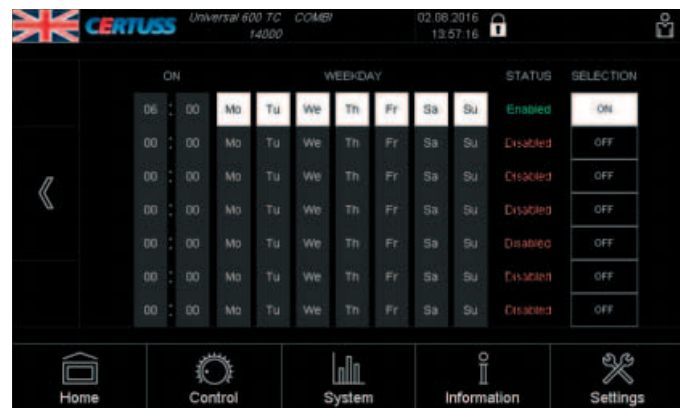 CERTUSS Universal 600 TC COMBI 02.08.2016
14000 13:57:16
ON WEEKDAY STATUS SELECTION
06 : 00 Mo Tu We Th Fr Sa Su Enabled ON
00 : 00 Mo Tu We Th Fr Sa Su Disabled OFF
00 : 00 Mo Tu We Th Fr Sa Su Disabled OFF
00 : 00 Mo Tu We Th Fr Sa Su Disabled OFF
00 : 00 Mo Tu We Th Fr Sa Su Disabled OFF
00 : 00 Mo Tu We Th Fr Sa Su Disabled OFF
00 : 00 Mo Tu We Th Fr Sa Su Disabled OFF
Home Control System Information Settings